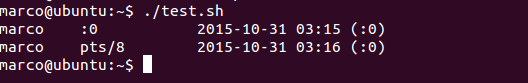 marco@ubuntu:~$ ./test.sh
marco    :0           2015-10-31 03:15 (:0)
marco    pts/8        2015-10-31 03:16 (:0)
marco@ubuntu:~$